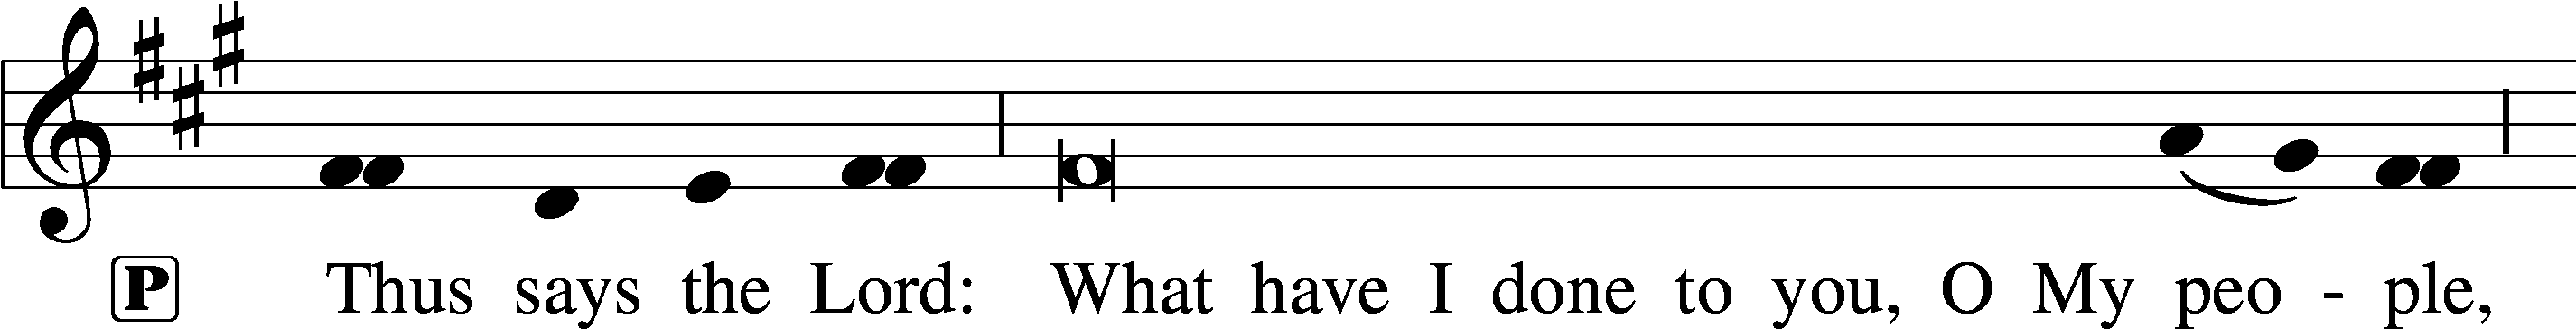 P Thus says the Lord: What have I done to you, O My peo - ple,